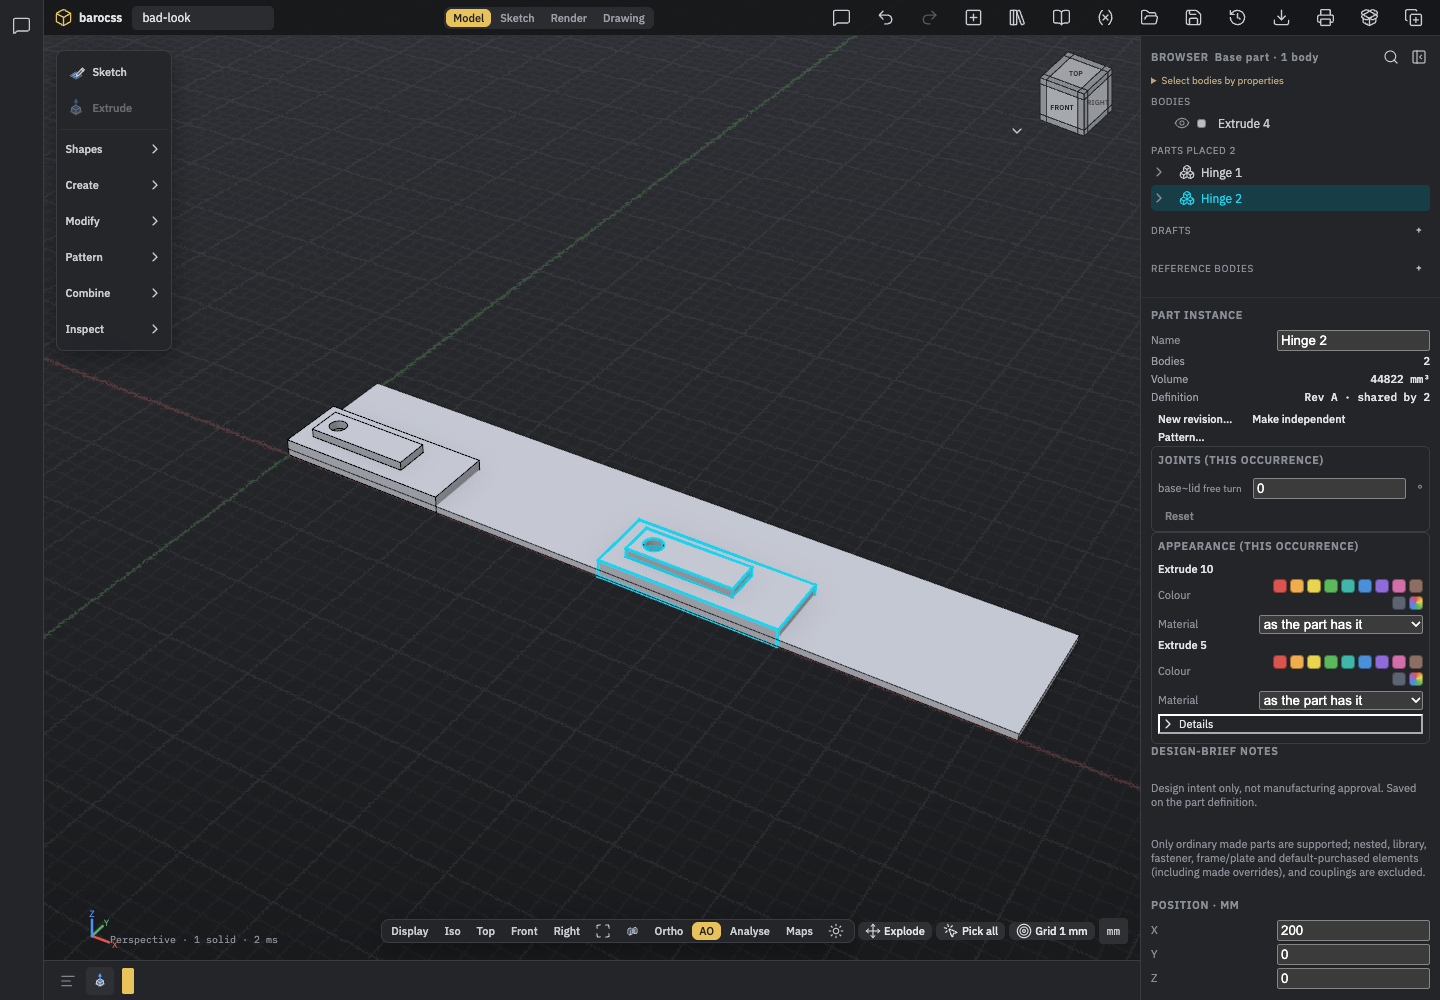 barocss
bad-look
Model
Sketch
Render
Drawing
Sketch
Extrude
Shapes
Create
Modify
Pattern
Combine
Inspect
TOP
FRONT
RIGHT
BROWSER Base part · 1 body
Select bodies by properties
BODIES
Extrude 4
PARTS PLACED 2
Hinge 1
Hinge 2
DRAFTS +
REFERENCE BODIES +
PART INSTANCE
Name Hinge 2
Bodies 2
Volume 44822 mm³
Definition Rev A · shared by 2
New revision... Make independent
Pattern...
JOINTS (THIS OCCURRENCE)
base~lid free turn 0 °
Reset
APPEARANCE (THIS OCCURRENCE)
Extrude 10
Colour
Material as the part has it
Extrude 5
Colour
Material as the part has it
Details
DESIGN-BRIEF NOTES
Design intent only, not manufacturing approval. Saved
on the part definition.
Only ordinary made parts are supported; nested, library,
fastener, frame/plate and default-purchased elements
(including made overrides), and couplings are excluded.
POSITION · MM
X 200
Y 0
Z 0
Z
Y
X
Perspective · 1 solid · 2 ms
Display
Iso
Top
Front
Right
Ortho
AO
Analyse
Maps
Explode
Pick all
Grid 1 mm
mm